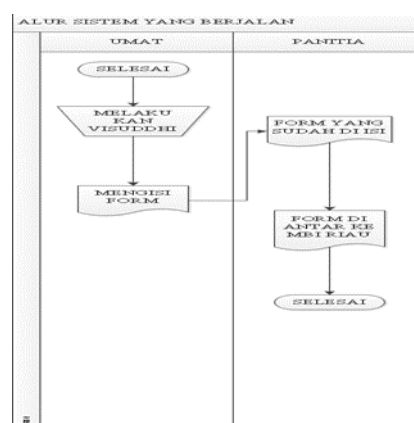 ALUR SISTEM YANG BERJALAN
UMAT
PANITIA
SELESAI
MELAKU
KAN
VISUDDHI
MENGISI
FORM
FORM YANG
SUDAH DI ISI
FORM DI
ANTAR KE
MBI RIAU
SELESAI